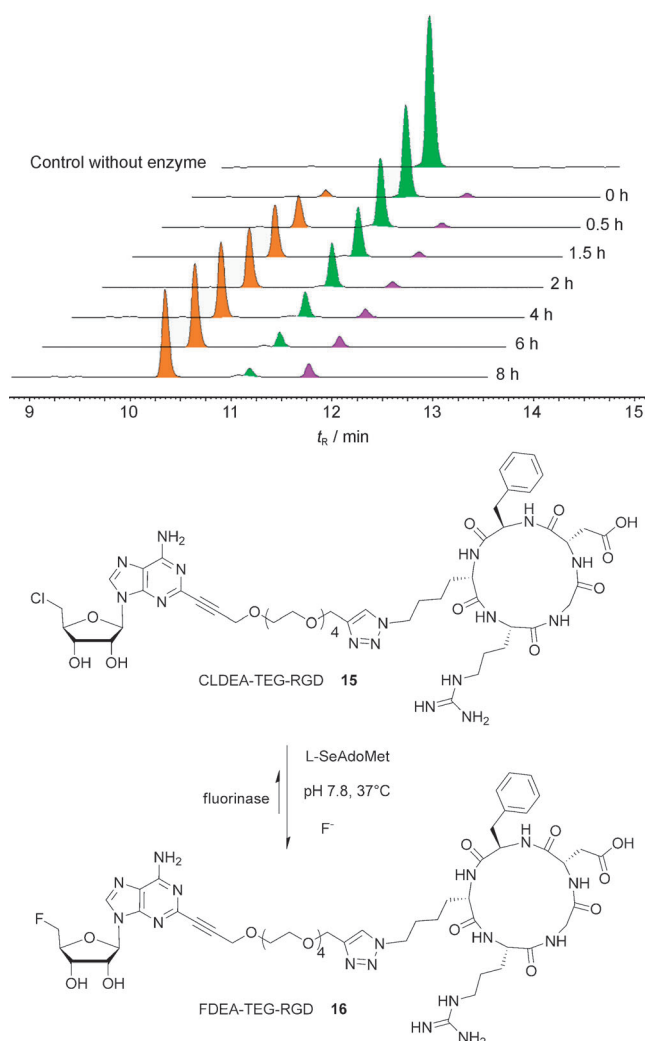 Control without enzyme
0 h
0.5 h
1.5 h
2 h
4 h
6 h
8 h
9 10 11 12 13 14 15
tR / min
NH2
N N
N N
Cl
O
OH OH
O ( O ) 4 O
N
N=N
O
HN
O
OH
O
NH
NH
O
O
NH HN
O
O
NH
HN NH2
CLDEA-TEG-RGD 15
L-SeAdoMet
fluorinase pH 7.8, 37°C
F-
NH2
N N
N N
F
O
OH OH
O ( O ) 4 O
N
N=N
O
HN
O
OH
O
NH
NH
O
O
NH HN
O
O
NH
HN NH2
FDEA-TEG-RGD 16